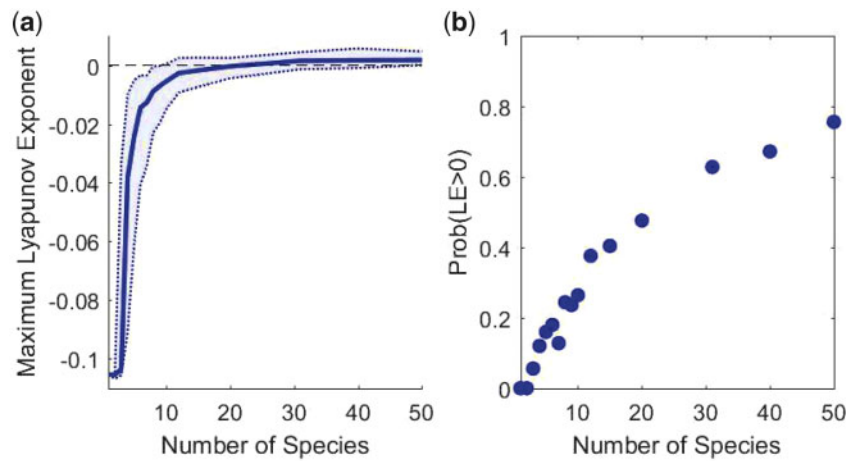 (a)
0
-0.02
-0.04
-0.06
-0.08
-0.1
Maximum Lyapunov Exponent
10 20 30 40 50
Number of Species
(b)
1
0.8
0.6
0.4
0.2
0
Prob(LE>0)
10 20 30 40 50
Number of Species